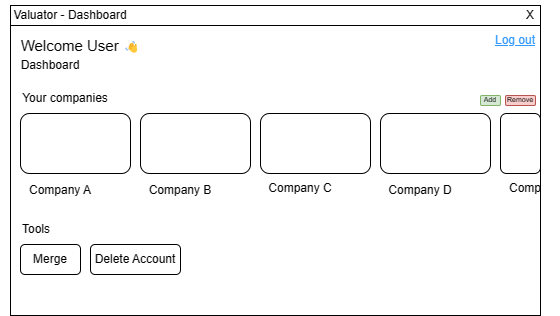 Valuator - Dashboard X
Welcome User 👋
Log out
Dashboard
Your companies
Add Remove
Company A Company B Company C Company D Comp
Tools
Merge Delete Account